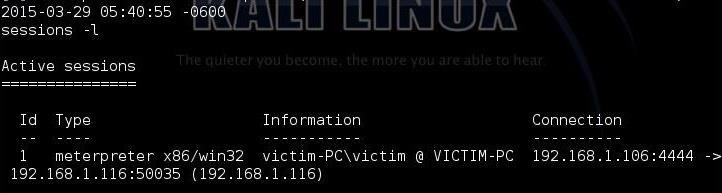 KALI LINUX
2015-03-29 05:40:55 -0600
sessions -l
The quieter you become, the more you are able to hear.
Active sessions
===============
Id  Type                   Information                 Connection
--  ----                   -----------                 ----------
1   meterpreter x86/win32  victim-PC\victim @ VICTIM-PC  192.168.1.106:4444 ->
192.168.1.116:50035 (192.168.1.116)